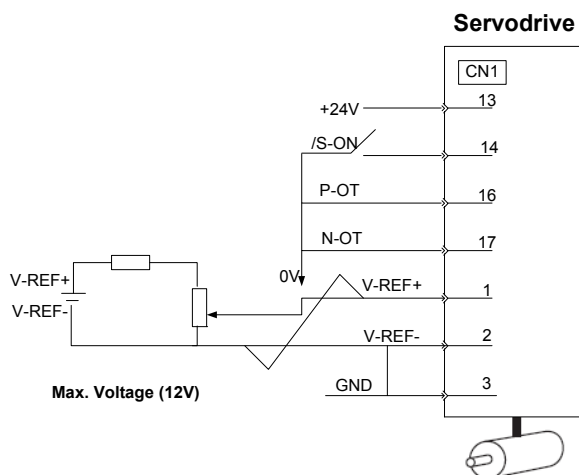 Servodrive
CN1
+24V 13
/S-ON 14
P-OT 16
N-OT 17
0V
V-REF+ V-REF+ 1
V-REF- V-REF- 2
Max. Voltage (12V) GND 3